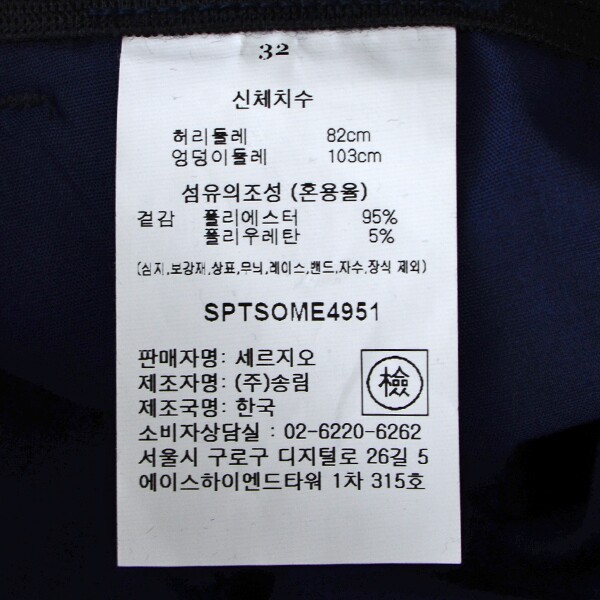 32
신체치수
허리둘레 82cm
엉덩이둘레 103cm
섬유의조성 (혼용율)
겉감 폴리에스터 95%
폴리우레탄 5%
(심지,보강재,상표,무늬,레이스,밴드,자수,장식 제외)
SPTSOME4951
판매자명: 세르지오
제조자명: (주)송림
제조국명: 한국
檢
소비자상담실 : 02-6220-6262
서울시 구로구 디지털로 26길 5
에이스하이엔드타워 1차 315호